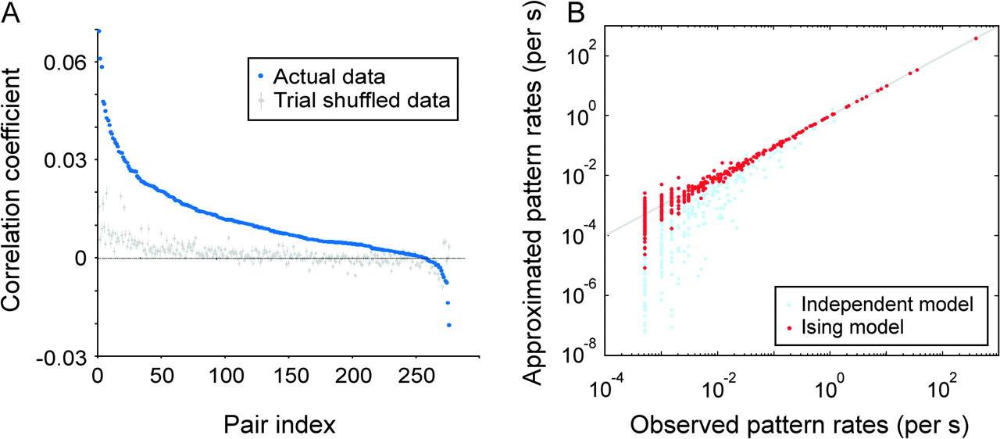 A
Correlation coefficient
0.06
0.03
0
-0.03
Actual data
Trial shuffled data
0 50 100 150 200 250
Pair index
B
Approximated pattern rates (per s)
10^2
10^0
10^-2
10^-4
10^-6
10^-8
Independent model
Ising model
10^-4 10^-2 10^0 10^2
Observed pattern rates (per s)